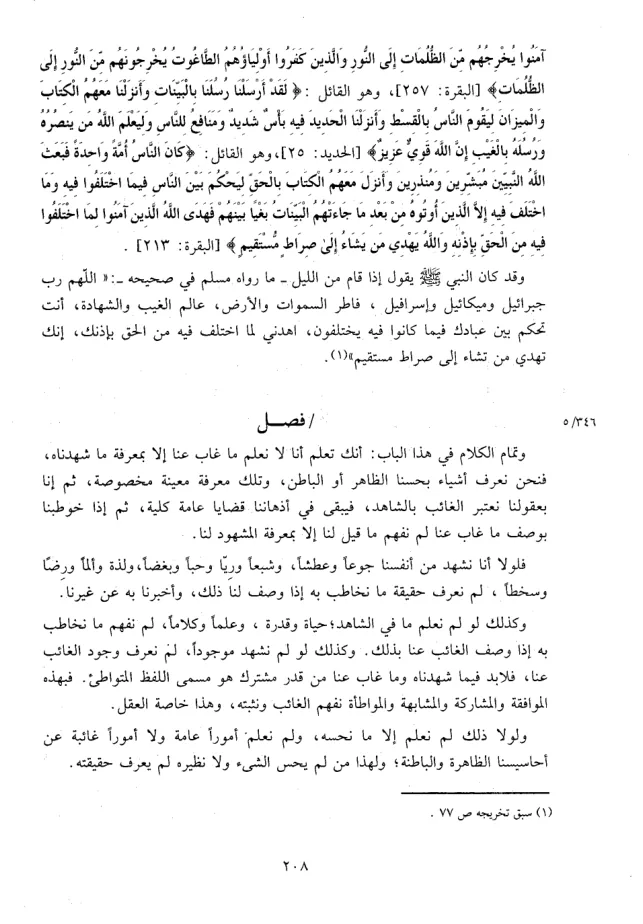 آمَنُوا يُخْرِجُهُم مِّنَ الظُّلُمَاتِ إِلَى النُّورِ وَالَّذِينَ كَفَرُوا أَوْلِيَاؤُهُمُ الطَّاغُوتُ يُخْرِجُونَهُم مِّنَ النُّورِ إِلَى
الظُّلُمَاتِ﴾ [البقرة: ٢٥٧]، وهو القائل : ﴿ لَقَدْ أَرْسَلْنَا رُسُلَنَا بِالْبَيِّنَاتِ وَأَنزَلْنَا مَعَهُمُ الْكِتَابَ
وَالْمِيزَانَ لِيَقُومَ النَّاسُ بِالْقِسْطِ وَأَنزَلْنَا الْحَدِيدَ فِيهِ بَأْسٌ شَدِيدٌ وَمَنَافِعُ لِلنَّاسِ وَلِيَعْلَمَ اللَّهُ مَن يَنصُرُهُ
وَرُسُلَهُ بِالْغَيْبِ إِنَّ اللَّهَ قَوِيٌّ عَزِيزٌ﴾ [الحديد: ٢٥]،وهو القائل: ﴿كَانَ النَّاسُ أُمَّةً وَاحِدَةً فَبَعَثَ
اللَّهُ النَّبِيِّينَ مُبَشِّرِينَ وَمُنذِرِينَ وَأَنزَلَ مَعَهُمُ الْكِتَابَ بِالْحَقِّ لِيَحْكُمَ بَيْنَ النَّاسِ فِيمَا اخْتَلَفُوا فِيهِ وَمَا
اخْتَلَفَ فِيهِ إِلاَّ الَّذِينَ أُوتُوهُ مِنْ بَعْدِ مَا جَاءَتْهُمُ الْبَيِّنَاتُ بَغْيًا بَيْنَهُمْ فَهَدَى اللَّهُ الَّذِينَ آمَنُوا لِمَا اخْتَلَفُوا
فِيهِ مِنَ الْحَقِّ بِإِذْنِهِ وَاللَّهُ يَهْدِي مَن يَشَاءُ إِلَىٰ صِرَاطٍ مُّسْتَقِيمٍ﴾ [البقرة: ٢١٣] .
وقد كان النبي ﷺ يقول إذا قام من الليل ـ ما رواه مسلم في صحيحه ـ:« اللّهم رب
جبرائيل وميكائيل وإسرافيل ، فاطر السموات والأرض، عالم الغيب والشهادة، أنت
تحكم بين عبادك فيما كانوا فيه يختلفون، اهدني لما اختلف فيه من الحق بإذنك، إنك
تهدي من تشاء إلى صراط مستقيم»(١).
/ فصـــل
٥/٣٤٦
وتمام الكلام في هذا الباب: أنك تعلم أنا لا نعلم ما غاب عنا إلا بمعرفة ما شهدناه،
فنحن نعرف أشياء بحسنا الظاهر أو الباطن، وتلك معرفة معينة مخصوصة، ثم إنا
بعقولنا نعتبر الغائب بالشاهد، فيبقى في أذهاننا قضايا عامة كلية، ثم إذا خوطبنا
بوصف ما غاب عنا لم نفهم ما قيل لنا إلا بمعرفة المشهود لنا.
فلولا أنا نشهد من أنفسنا جوعاً وعطشاً، وشبعاً وريّا وحباً وبغضاً،ولذة وألماً ورِضًا
وسخطاً ، لم نعرف حقيقة ما نخاطب به إذا وصف لنا ذلك، وأخبرنا به عن غيرنا.
وكذلك لو لم نعلم ما في الشاهد؛حياة وقدرة ، وعلماً وكلاماً، لم نفهم ما نخاطب
به إذا وصف الغائب عنا بذلك. وكذلك لو لم نشهد موجوداً، لم نعرف وجود الغائب
عنا، فلابد فيما شهدناه وما غاب عنا من قدر مشترك هو مسمى اللفظ المتواطئ. فبهذه
الموافقة والمشاركة والمشابهة والمواطأة نفهم الغائب ونثبته، وهذا خاصة العقل.
ولولا ذلك لم نعلم إلا ما نحسه، ولم نعلم أموراً عامة ولا أموراً غائبة عن
أحاسيسنا الظاهرة والباطنة؛ ولهذا من لم يحس الشىء ولا نظيره لم يعرف حقيقته.
(١) سبق تخريجه ص ٧٧ .
٢٠٨